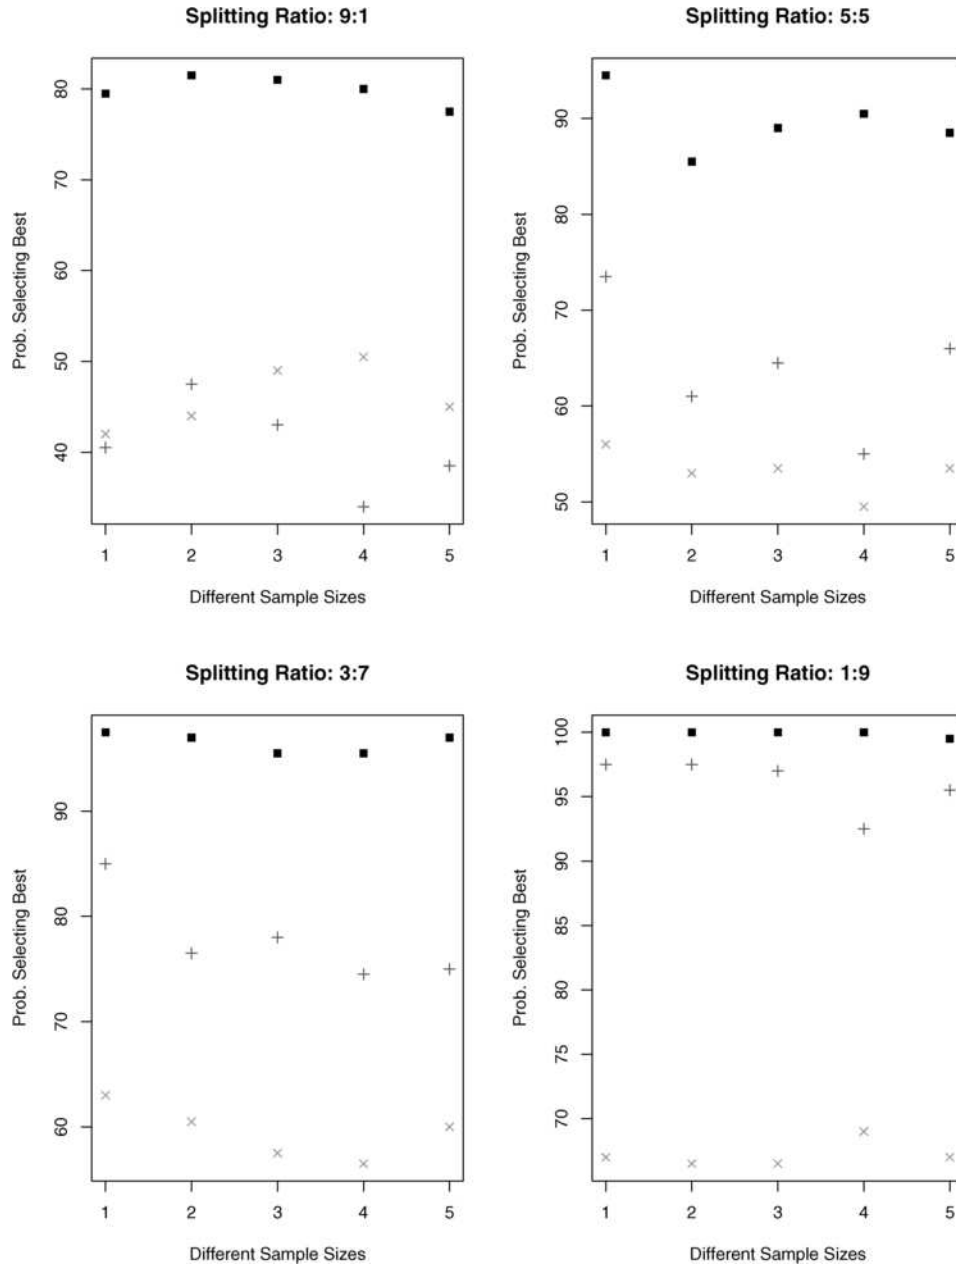 Splitting Ratio: 9:1
Prob. Selecting Best
80
70
60
50
40
1 2 3 4 5
Different Sample Sizes
Splitting Ratio: 5:5
Prob. Selecting Best
90
80
70
60
50
1 2 3 4 5
Different Sample Sizes
Splitting Ratio: 3:7
Prob. Selecting Best
90
80
70
60
1 2 3 4 5
Different Sample Sizes
Splitting Ratio: 1:9
Prob. Selecting Best
100
95
90
85
80
75
70
1 2 3 4 5
Different Sample Sizes